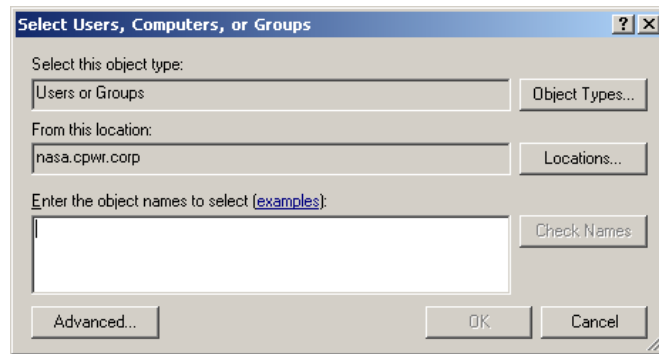 Select Users, Computers, or Groups
Select this object type:
Users or Groups
Object Types...
From this location:
nasa.cpwr.corp
Locations...
Enter the object names to select (examples):
Check Names
Advanced...
OK
Cancel